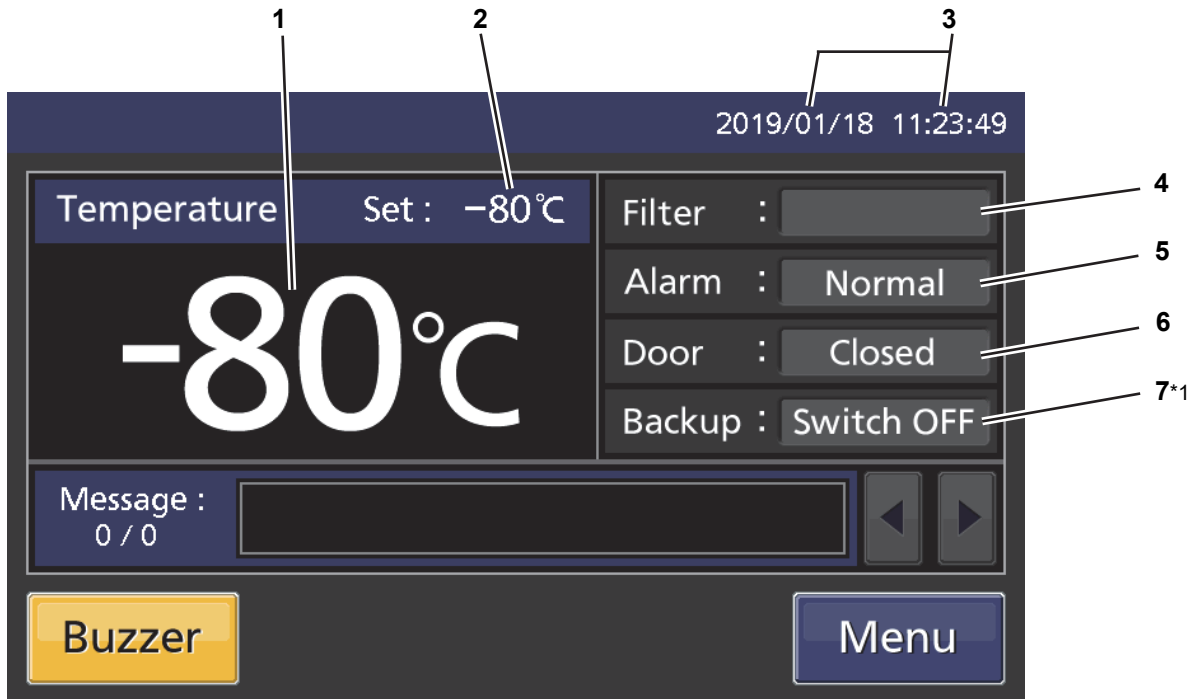 1 2 3
2019/01/18 11:23:49
Temperature Set : −80℃
-80℃
Filter :
4
Alarm : Normal
5
Door : Closed
6
Backup : Switch OFF
7*1
Message :
0 / 0
Buzzer
Menu